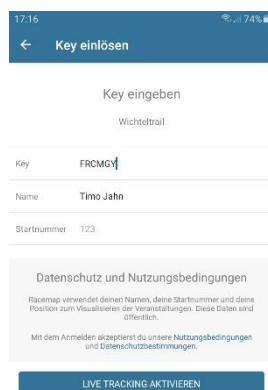 17:16 74%
Key einlösen
Key eingeben
Wichteltrail
Key FRCMGY
Name Timo Jahn
Startnummer 123
Datenschutz und Nutzungsbedingungen
Racemap verwendet deinen Namen, deine Startnummer und deine
Position zum Visualisieren der Veranstaltungen. Diese Daten sind
öffentlich.
Mit dem Anmelden akzeptierst du unsere Nutzungsbedingungen
und Datenschutzbestimmungen.
LIVE TRACKING AKTIVIEREN